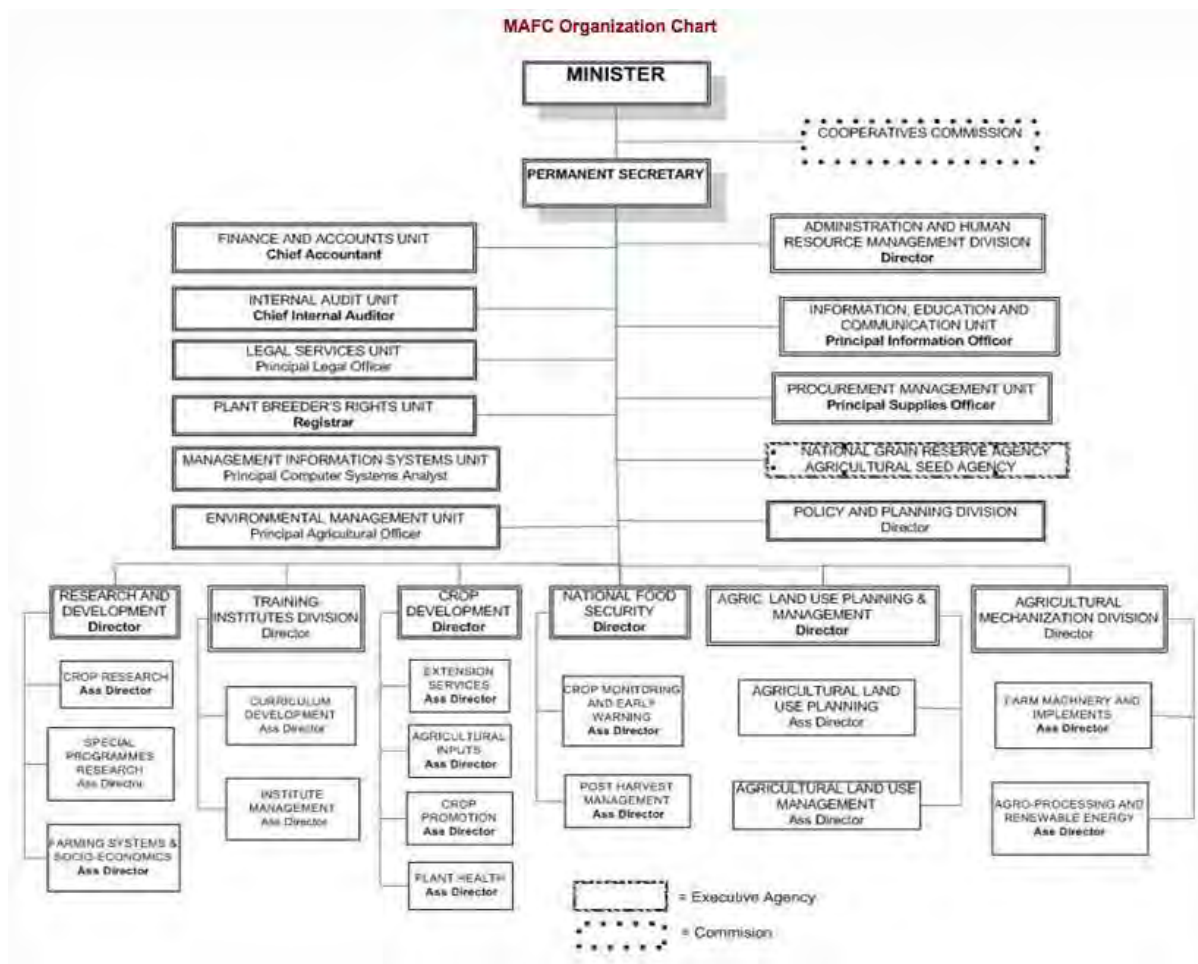 MAFC Organization Chart
MINISTER
COOPERATIVES COMMISSION
PERMANENT SECRETARY
FINANCE AND ACCOUNTS UNIT
Chief Accountant
ADMINISTRATION AND HUMAN
RESOURCE MANAGEMENT DIVISION
Director
INTERNAL AUDIT UNIT
Chief Internal Auditor
INFORMATION, EDUCATION AND
COMMUNICATION UNIT
Principal Information Officer
LEGAL SERVICES UNIT
Principal Legal Officer
PROCUREMENT MANAGEMENT UNIT
Principal Supplies Officer
PLANT BREEDER'S RIGHTS UNIT
Registrar
NATIONAL GRAIN RESERVE AGENCY
AGRICULTURAL SEED AGENCY
MANAGEMENT INFORMATION SYSTEMS UNIT
Principal Computer Systems Analyst
ENVIRONMENTAL MANAGEMENT UNIT
Principal Agricultural Officer
POLICY AND PLANNING DIVISION
Director
RESEARCH AND
DEVELOPMENT
Director
CROP RESEARCH
Ass Director
SPECIAL
PROGRAMMES
RESEARCH
Ass Director
FARMING SYSTEMS &
SOCIO-ECONOMICS
Ass Director
TRAINING
INSTITUTES DIVISION
Director
CURRICULUM
DEVELOPMENT
Ass Director
INSTITUTE
MANAGEMENT
Ass Director
CROP
DEVELOPMENT
Director
EXTENSION
SERVICES
Ass Director
AGRICULTURAL
INPUTS
Ass Director
CROP
PROMOTION
Ass Director
PLANT HEALTH
Ass Director
NATIONAL FOOD
SECURITY
Director
CROP MONITORING
AND EARLY
WARNING
Ass Director
POST HARVEST
MANAGEMENT
Ass Director
AGRIC. LAND USE PLANNING &
MANAGEMENT
Director
AGRICULTURAL LAND
USE PLANNING
Ass Director
AGRICULTURAL LAND USE
MANAGEMENT
Ass Director
AGRICULTURAL
MECHANIZATION DIVISION
Director
FARM MACHNERY AND
IMPLEMENTS
Ass Director
AGRO-PROCESSING AND
RENEWABLE ENERGY
Ass Director
= Executive Agency
= Commision